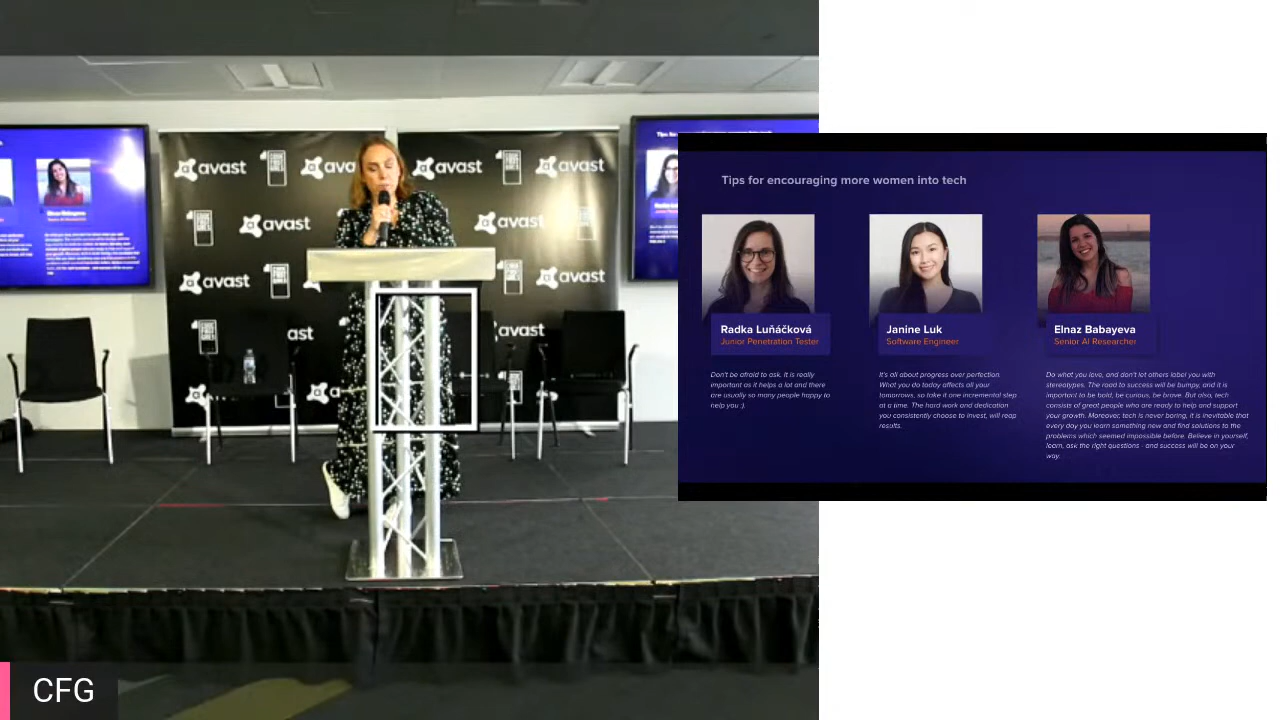 avast
ava
avast
avast
avast
avast
avast
ast
avast
Tips for encouraging more women into tech
Radka Luňáčková
Junior Penetration Tester
Don't be afraid to ask, it is really
important as it helps a lot and there
are usually so many people happy to
help you :).
Janine Luk
Software Engineer
It's all about progress over perfection.
What you do today affects all your
tomorrows, so take it one incremental step
at a time. The hard work and dedication
you consistently choose to invest, will reap
results.
Elnaz Babayeva
Senior AI Researcher
Do what you love, and don't let others label you with
stereotypes. The road to success will be bumpy, and it is
important to be bold, be curious, be brave. But also, tech
consists of great people who are ready to help and support
your growth. Moreover, tech is never boring, it is inevitable that
every day you learn something new and find solutions to the
problems which seemed impossible before. Believe in yourself,
learn, ask the right questions - and success will be on your
way.
CFG